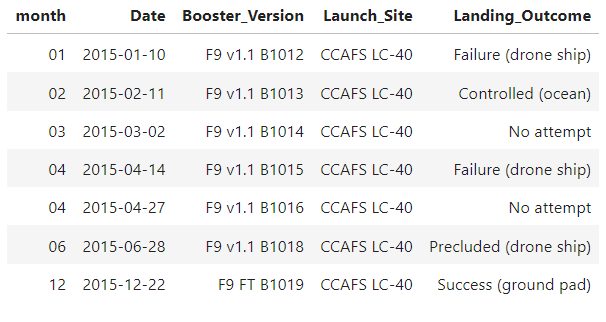 month Date Booster_Version Launch_Site Landing_Outcome
01 2015-01-10 F9 v1.1 B1012 CCAFS LC-40 Failure (drone ship)
02 2015-02-11 F9 v1.1 B1013 CCAFS LC-40 Controlled (ocean)
03 2015-03-02 F9 v1.1 B1014 CCAFS LC-40 No attempt
04 2015-04-14 F9 v1.1 B1015 CCAFS LC-40 Failure (drone ship)
04 2015-04-27 F9 v1.1 B1016 CCAFS LC-40 No attempt
06 2015-06-28 F9 v1.1 B1018 CCAFS LC-40 Precluded (drone ship)
12 2015-12-22 F9 FT B1019 CCAFS LC-40 Success (ground pad)